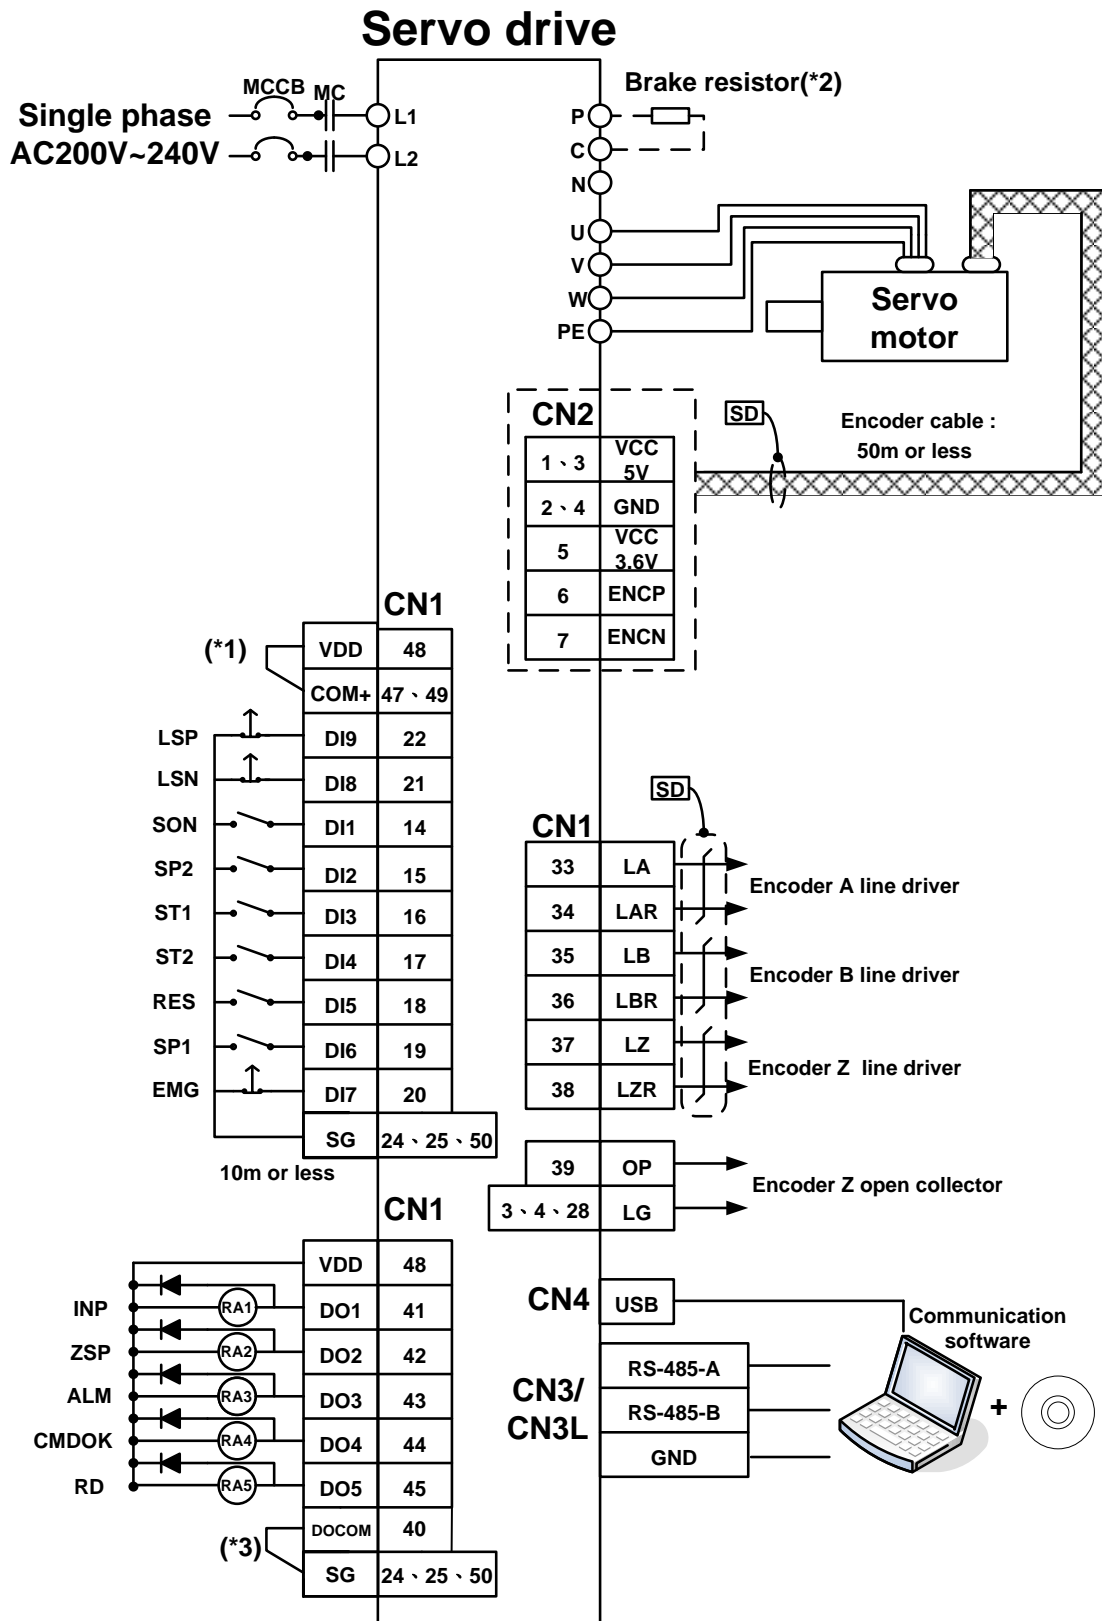 Servo drive
Single phase
AC200V~240V
MCCB
MC
L1
L2
P
C
N
Brake resistor(*2)
U
V
W
PE
Servo
motor
CN2
1、3 VCC 5V
2、4 GND
5 VCC 3.6V
6 ENCP
7 ENCN
SD
Encoder cable :
50m or less
CN1
(*1)
VDD 48
COM+ 47、49
LSP DI9 22
LSN DI8 21
SON DI1 14
SP2 DI2 15
ST1 DI3 16
ST2 DI4 17
RES DI5 18
SP1 DI6 19
EMG DI7 20
SG 24、25、50
10m or less
SD
CN1
33 LA
34 LAR
Encoder A line driver
35 LB
36 LBR
Encoder B line driver
37 LZ
38 LZR
Encoder Z line driver
39 OP
3、4、28 LG
Encoder Z open collector
CN1
VDD 48
INP RA1 DO1 41
ZSP RA2 DO2 42
ALM RA3 DO3 43
CMDOK RA4 DO4 44
RD RA5 DO5 45
DOCOM 40
(*3)
SG 24、25、50
CN4 USB
Communication
software
CN3/
CN3L
RS-485-A
RS-485-B
GND
+